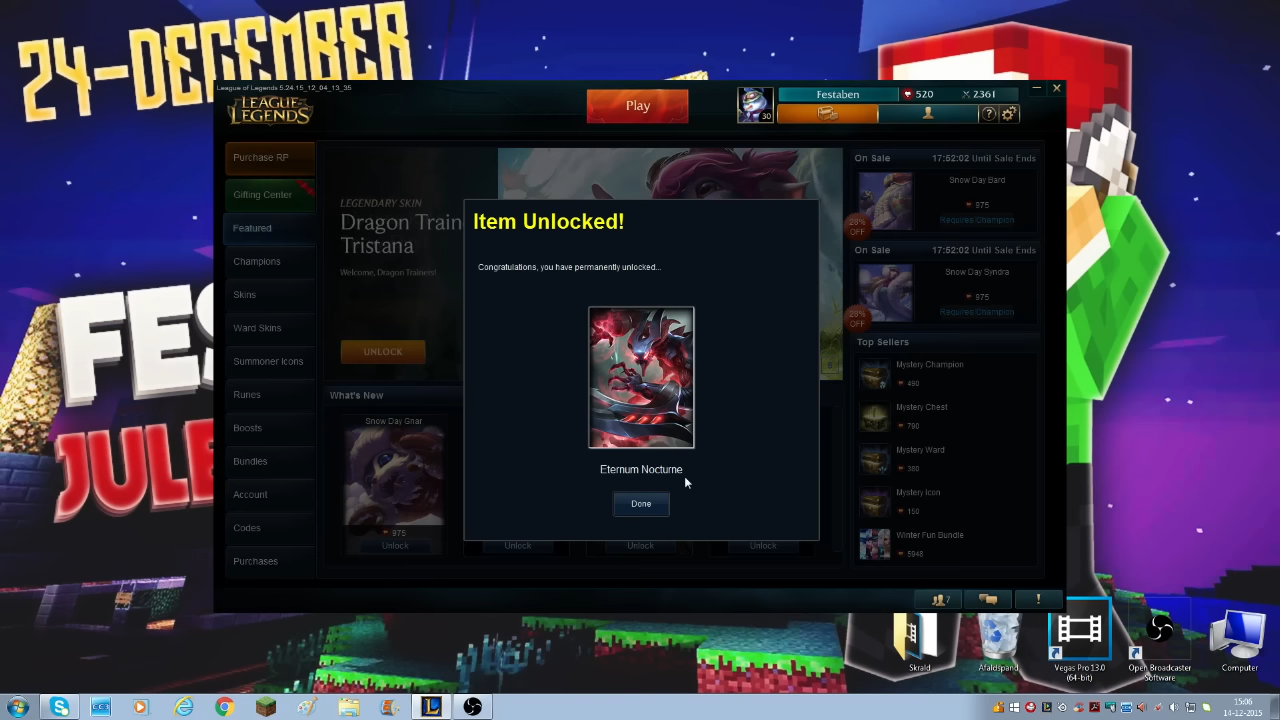 24-DECEMBER
FES
JULE
League of Legends 5.24.15_12_04_13_35
LEAGUE OF LEGENDS
Play
30
Festaben
520
2361
?
Purchase RP
Gifting Center
Featured
Champions
Skins
Ward Skins
Summoner Icons
Runes
Boosts
Bundles
Account
Codes
Purchases
LEGENDARY SKIN
Dragon Train
Tristana
Welcome, Dragon Trainers!
UNLOCK
What's New
Snow Day Gnar
975
Unlock
Unlock
Unlock
Unlock
Item Unlocked!
Congratulations, you have permanently unlocked...
Eternum Nocturne
Done
On Sale 17:52:02 Until Sale Ends
Snow Day Bard
975
Requires Champion
OFF
On Sale 17:52:02 Until Sale Ends
Snow Day Syndra
975
Requires Champion
OFF
Top Sellers
Mystery Champion
490
Mystery Chest
790
Mystery Ward
380
Mystery Icon
150
Winter Fun Bundle
5948
7
!
Skrald
Afaldspand
Vegas Pro 13.0
(64-bit)
Open Broadcaster
Software
Computer
15:06
14-12-2015